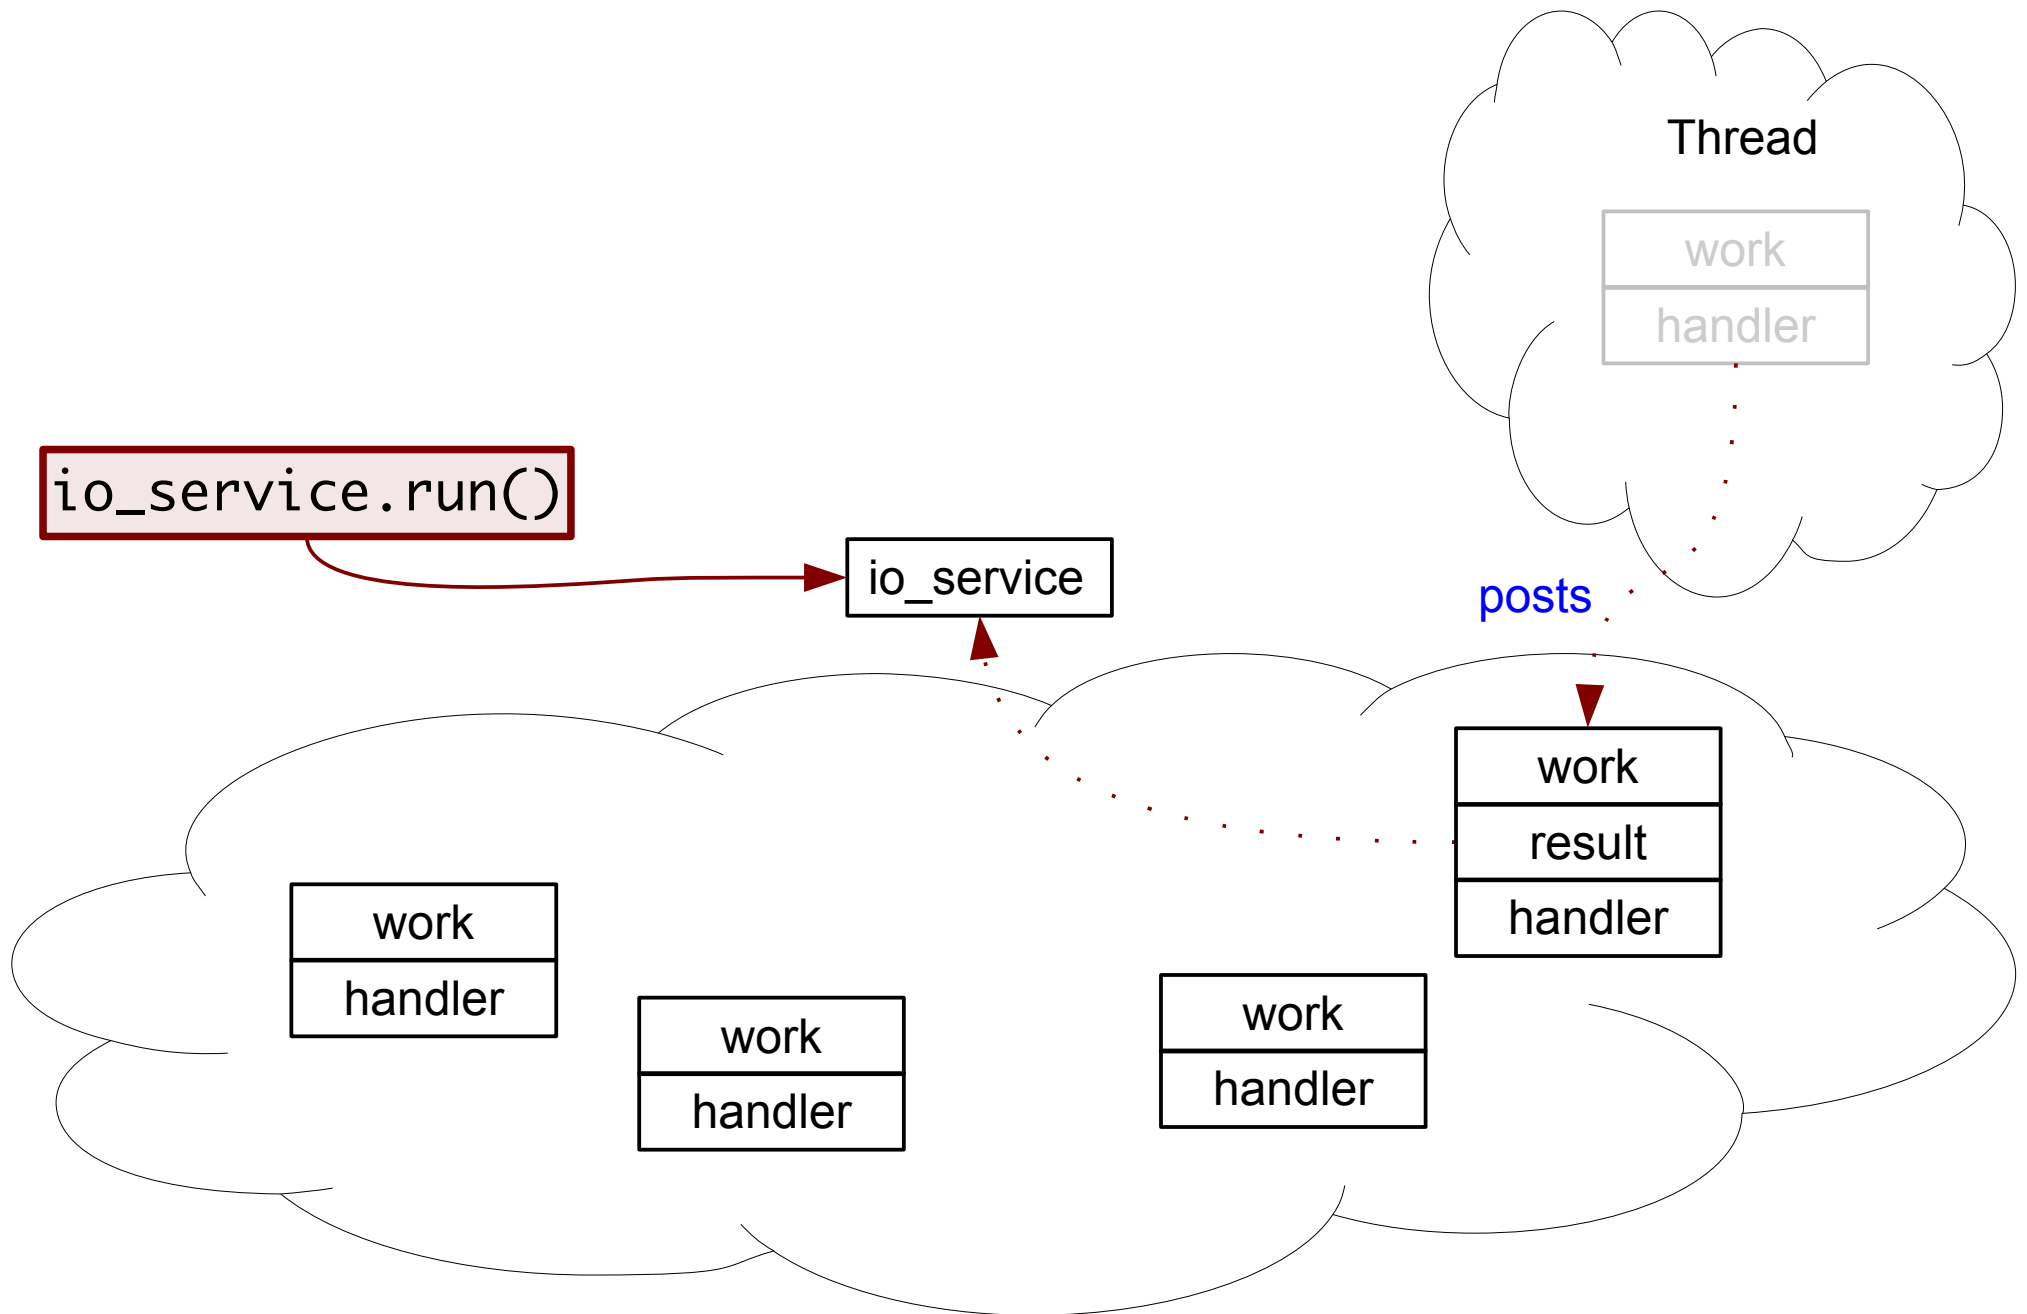 Thread
work
handler
io_service.run()
io_service
posts
work
result
handler
work
handler
work
handler
work
handler